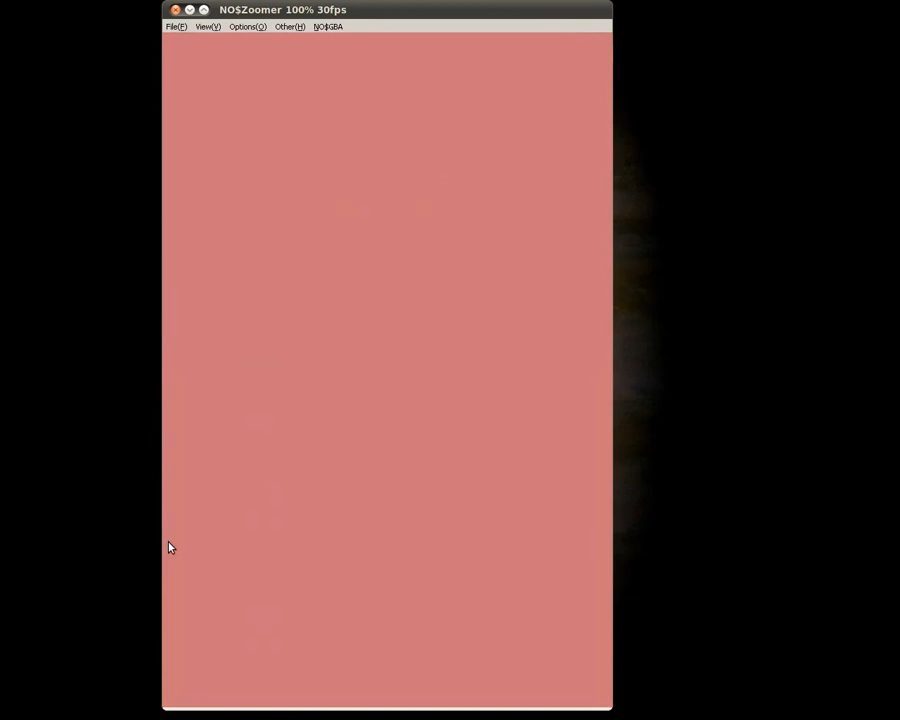 NO$Zoomer 100% 30fps
File(F) View(V) Options(O) Other(H) NO$GBA